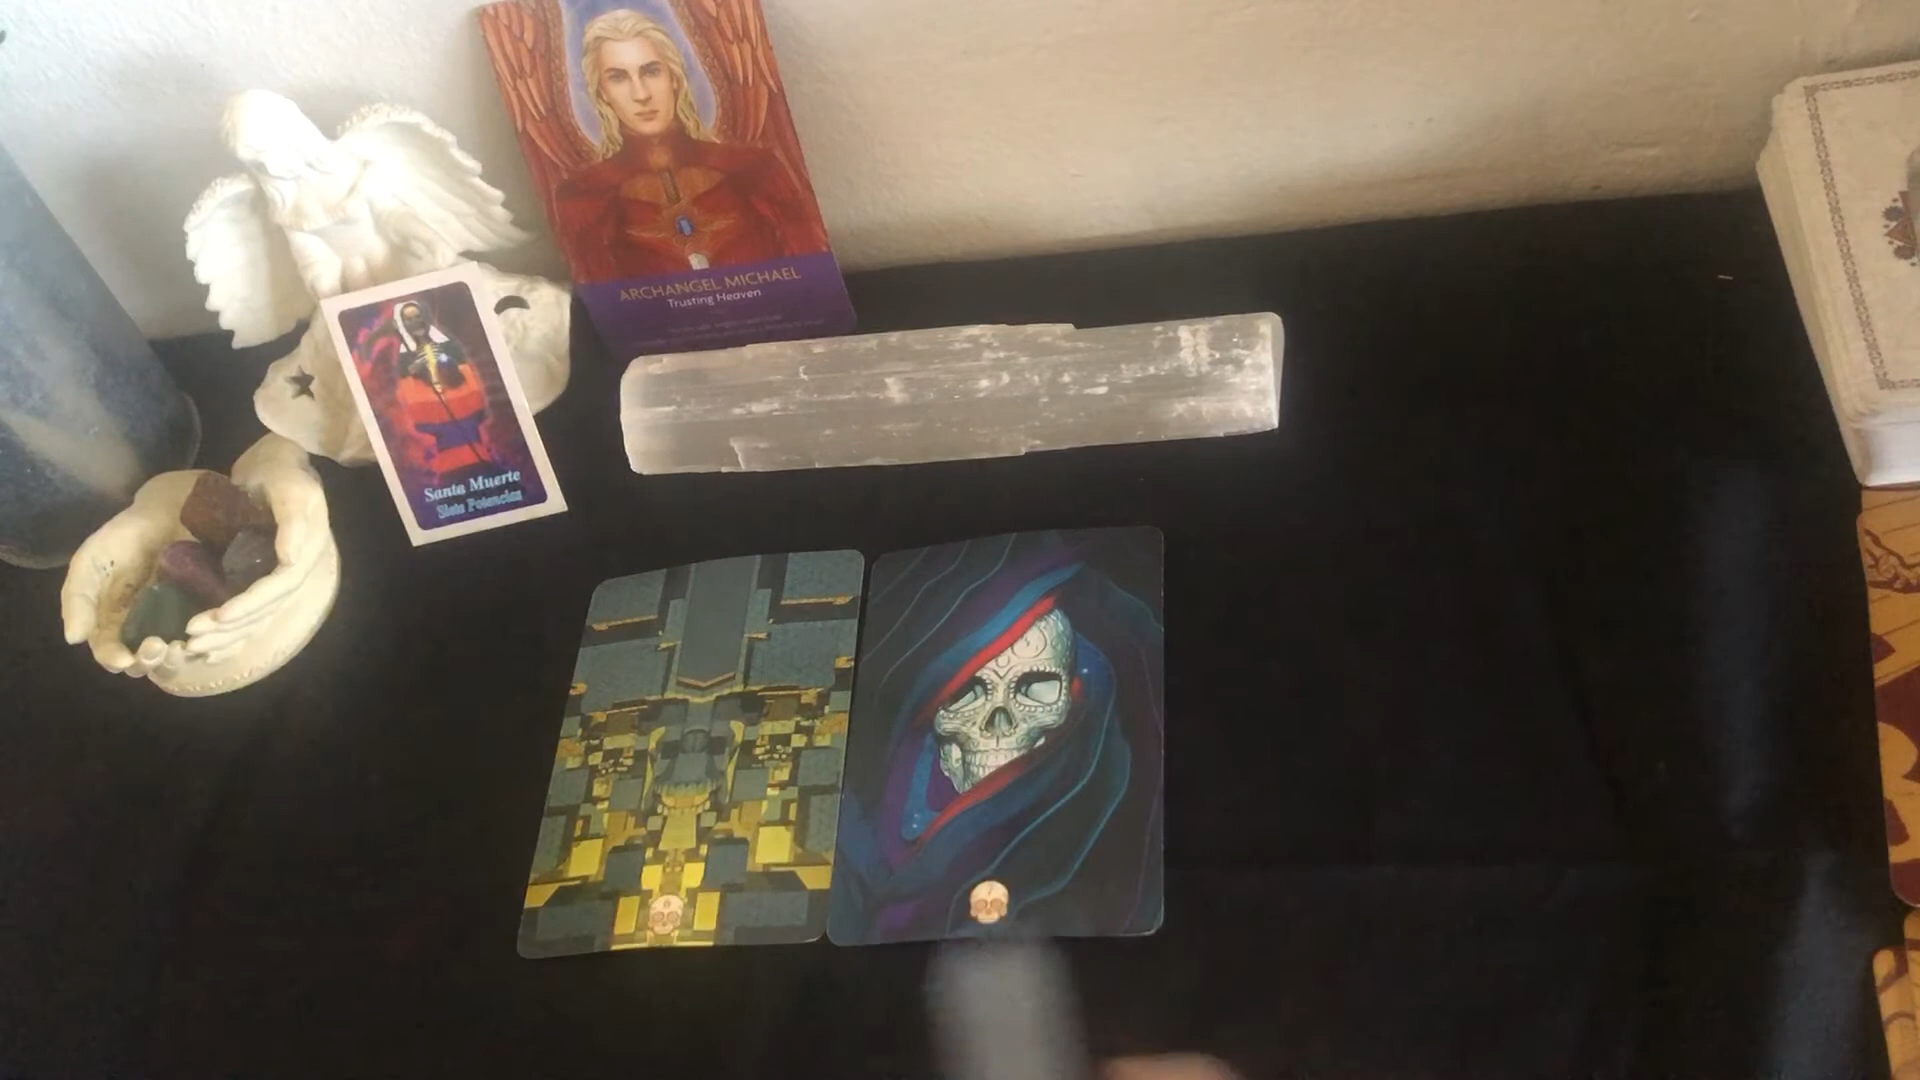 ARCHANGEL MICHAEL
Trusting Heaven
Santa Muerte
Siete Potencias